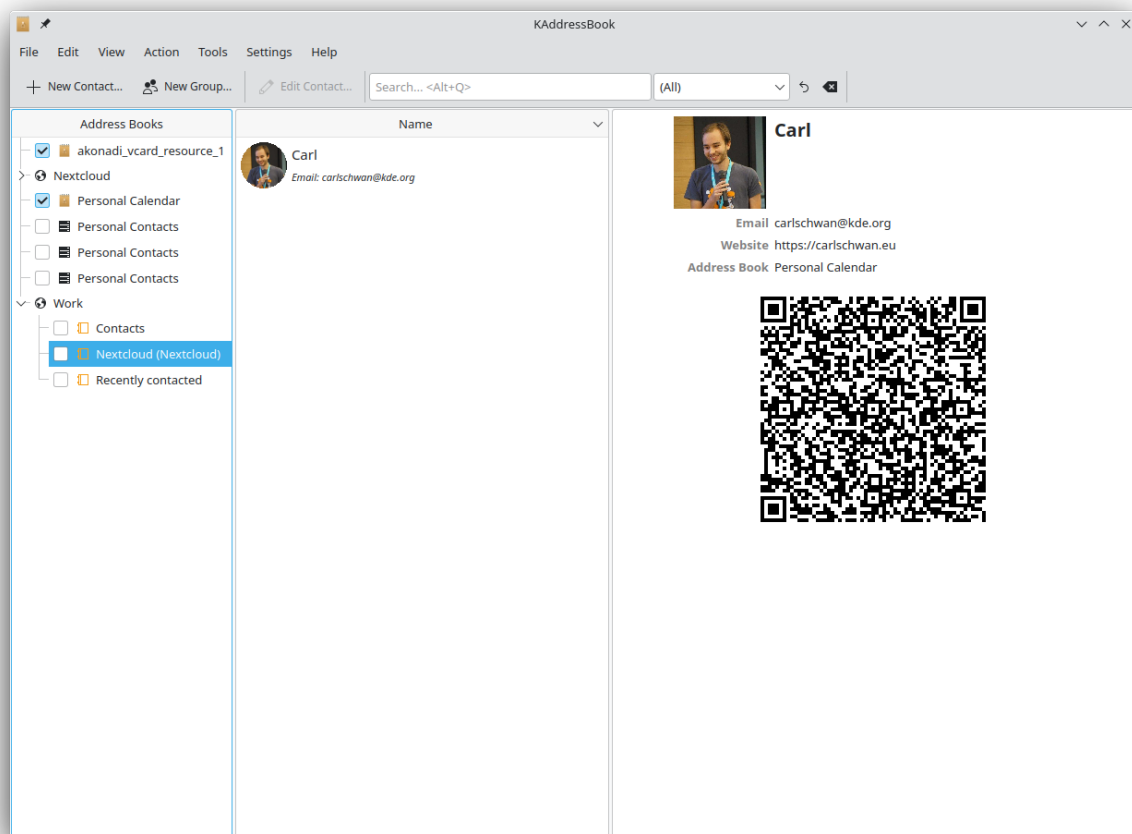 KAddressBook
File Edit View Action Tools Settings Help
New Contact... New Group... Edit Contact... Search... <Alt+Q> (All)
Address Books
akonadi_vcard_resource_1
Nextcloud
Personal Calendar
Personal Contacts
Personal Contacts
Personal Contacts
Work
Contacts
Nextcloud (Nextcloud)
Recently contacted
Name
Carl
Email: carlschwan@kde.org
Carl
Email carlschwan@kde.org
Website https://carlschwan.eu
Address Book Personal Calendar